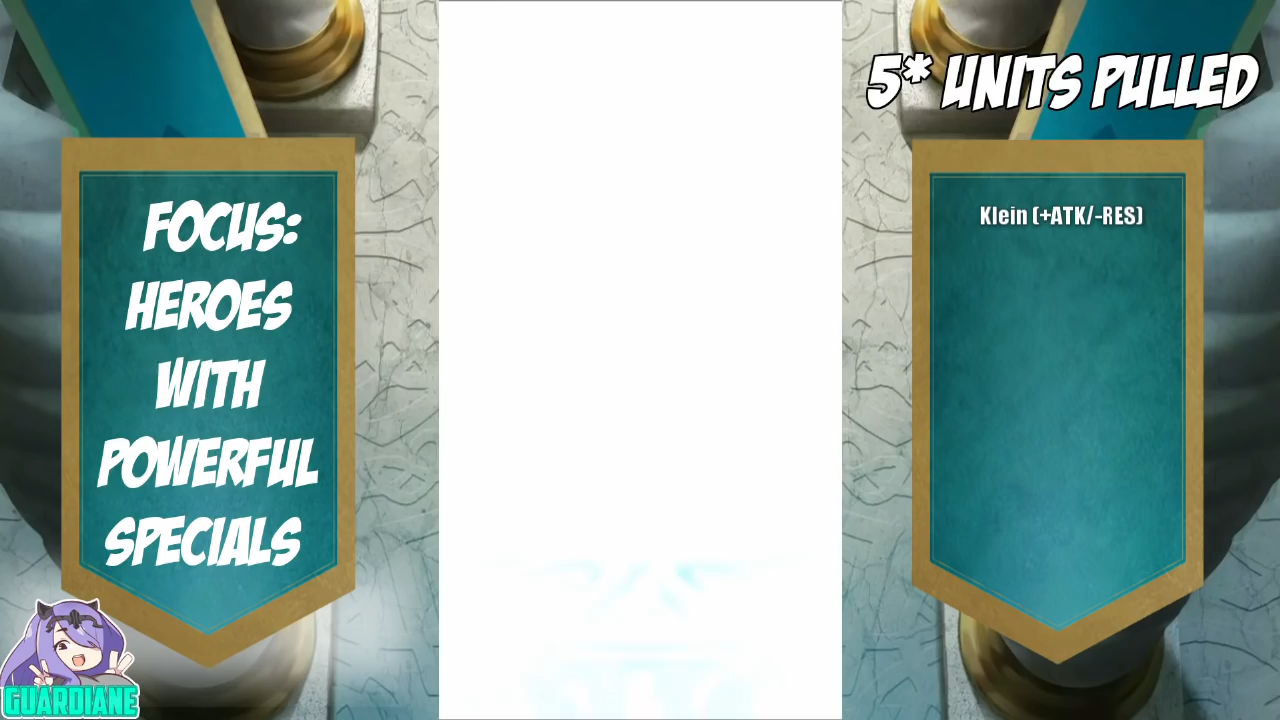 5* UNITS PULLED
FOCUS:
HEROES
WITH
POWERFUL
SPECIALS
Klein (+ATK/-RES)
GUARDIANE